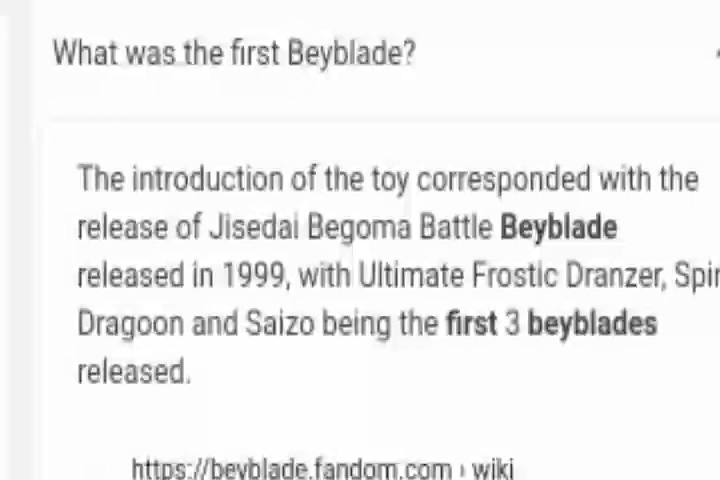 What was the first Beyblade?
The introduction of the toy corresponded with the
release of Jisedai Begoma Battle Beyblade
released in 1999, with Ultimate Frostic Dranzer, Spin
Dragoon and Saizo being the first 3 beyblades
released.
https://beyblade.fandom.com › wiki